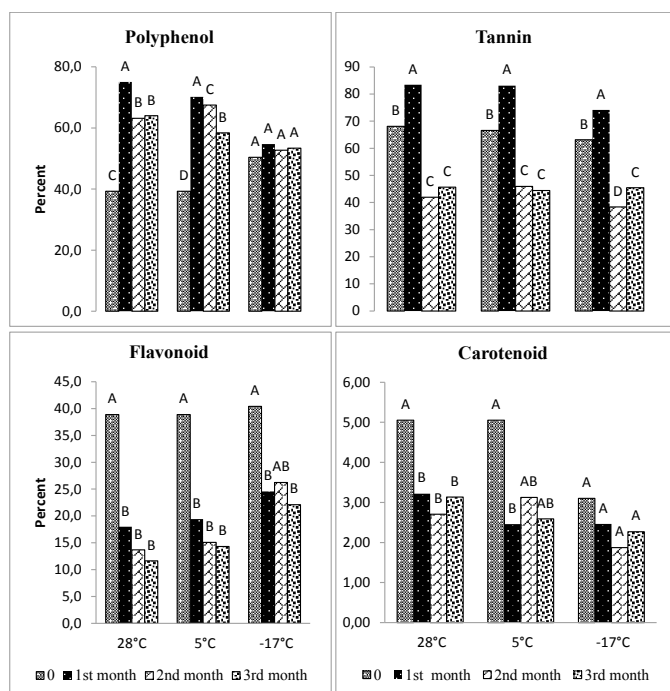 Polyphenol
80,0
60,0
40,0
20,0
0,0
Percent
C A B B
D A C B
A A A A
Tannin
90
80
70
60
50
40
30
20
10
0
B A C C
B A C C
B A D C
Flavonoid
45,0
40,0
35,0
30,0
25,0
20,0
15,0
10,0
5,0
0,0
Percent
A B B B
A B B B
A B AB B
28°C 5°C -17°C
0 1st month 2nd month 3rd month
Carotenoid
6,00
5,00
4,00
3,00
2,00
1,00
0,00
A B B B
A B AB AB
A A A A
28°C 5°C -17°C
0 1st month 2nd month 3rd month